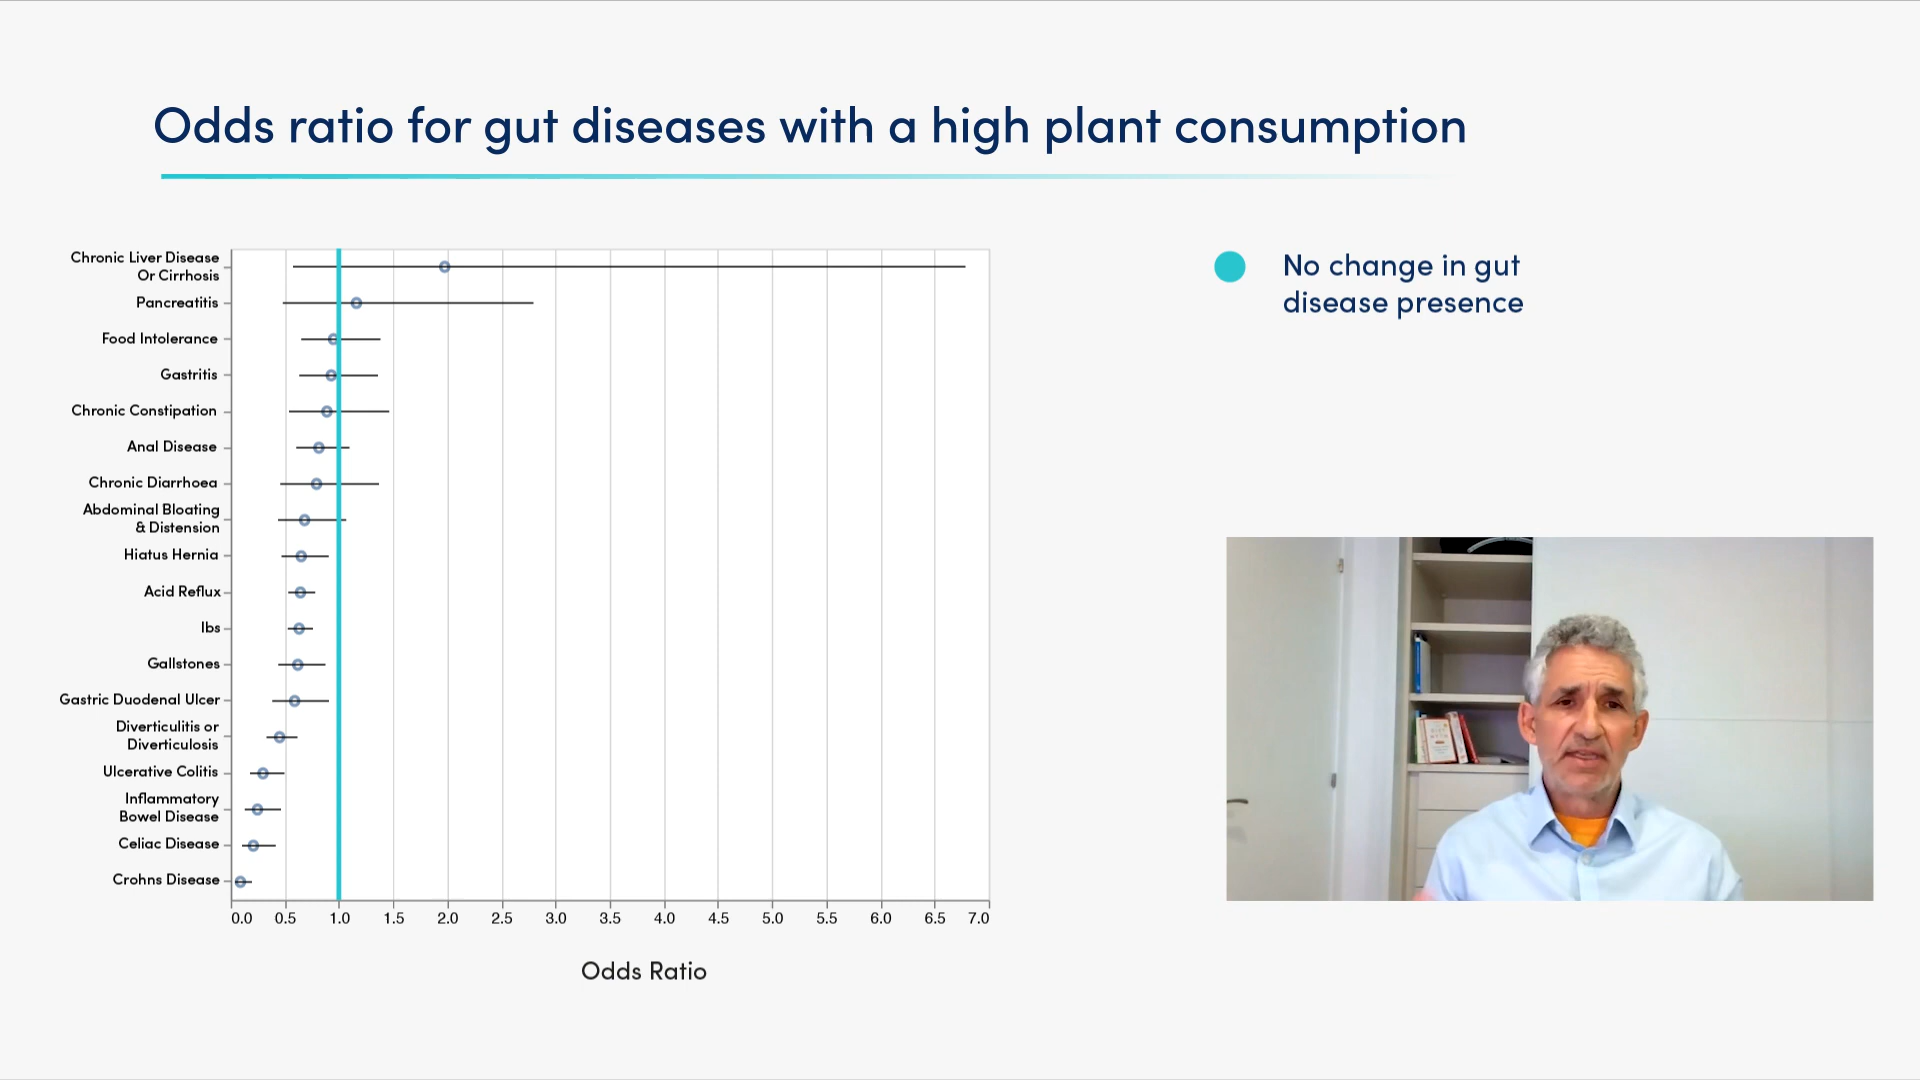 Odds ratio for gut diseases with a high plant consumption
Chronic Liver Disease
Or Cirrhosis
Pancreatitis
Food Intolerance
Gastritis
Chronic Constipation
Anal Disease
Chronic Diarrhoea
Abdominal Bloating
& Distension
Hiatus Hernia
Acid Reflux
Ibs
Gallstones
Gastric Duodenal Ulcer
Diverticulitis or
Diverticulosis
Ulcerative Colitis
Inflammatory
Bowel Disease
Celiac Disease
Crohns Disease
0.0 0.5 1.0 1.5 2.0 2.5 3.0 3.5 4.0 4.5 5.0 5.5 6.0 6.5 7.0
Odds Ratio
No change in gut
disease presence